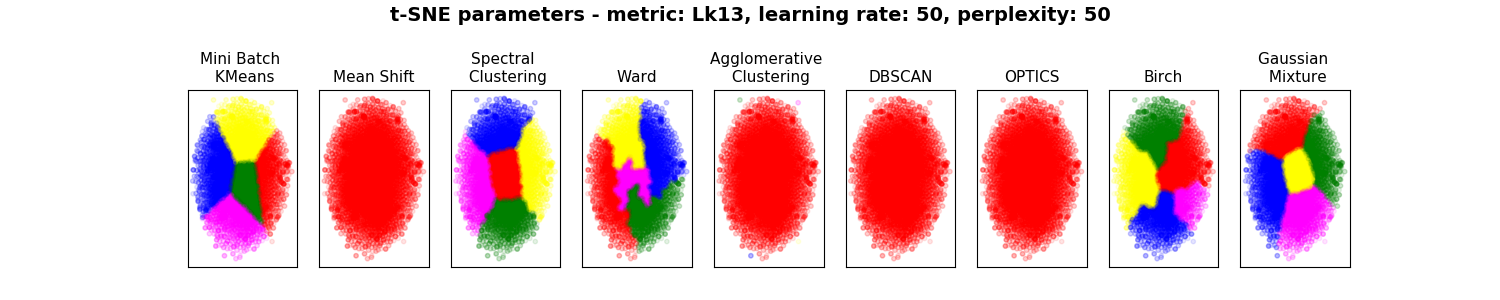 t-SNE parameters - metric: Lk13, learning rate: 50, perplexity: 50
Mini Batch
KMeans
Mean Shift
Spectral
Clustering
Ward
Agglomerative
Clustering
DBSCAN
OPTICS
Birch
Gaussian
Mixture